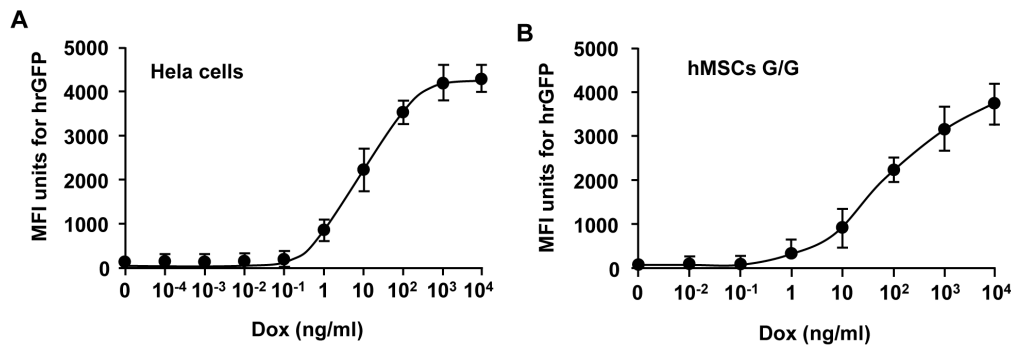 A
MFI units for hrGFP
Hela cells
5000
4000
3000
2000
1000
0
0 10⁻⁴ 10⁻³ 10⁻² 10⁻¹ 1 10 10² 10³ 10⁴
Dox (ng/ml)
B
MFI units for hrGFP
hMSCs G/G
5000
4000
3000
2000
1000
0
0 10⁻² 10⁻¹ 1 10 10² 10³ 10⁴
Dox (ng/ml)